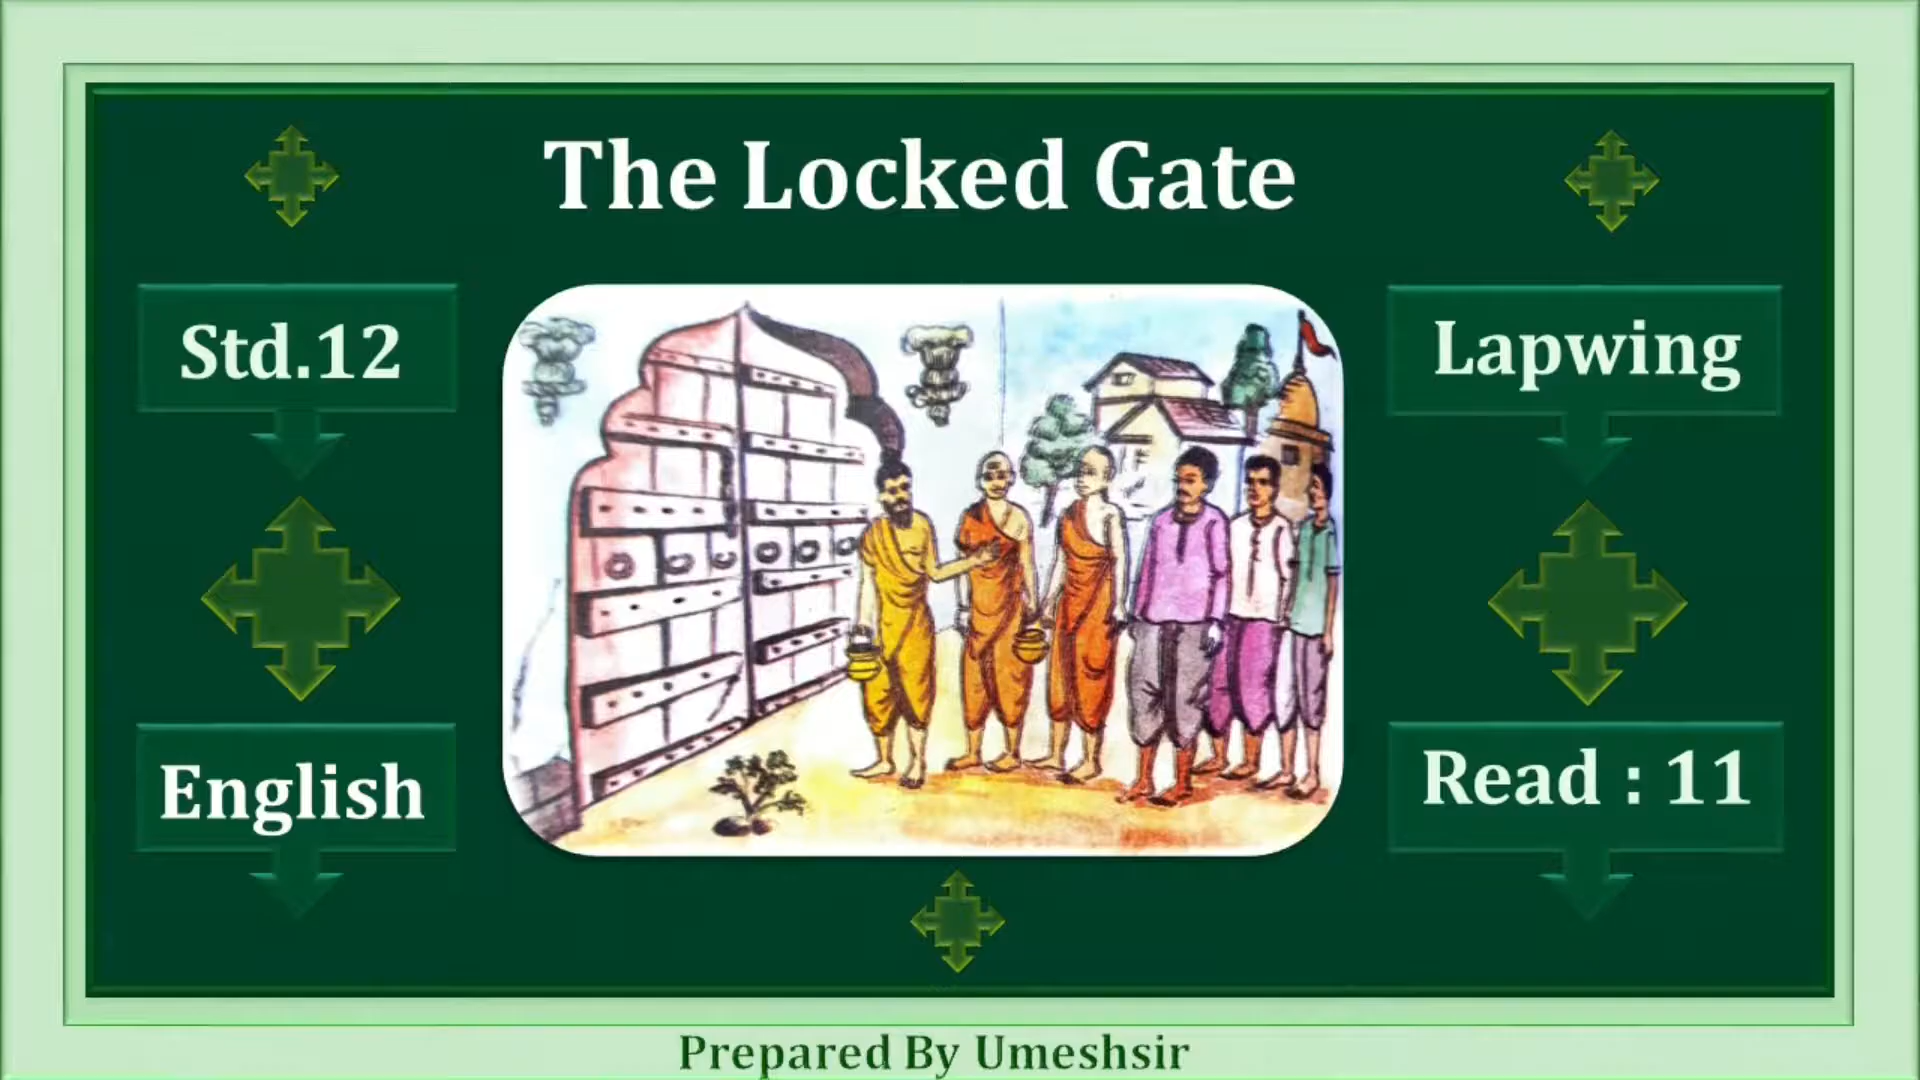 The Locked Gate
Std.12
Lapwing
English
Read : 11
Prepared By Umeshsir